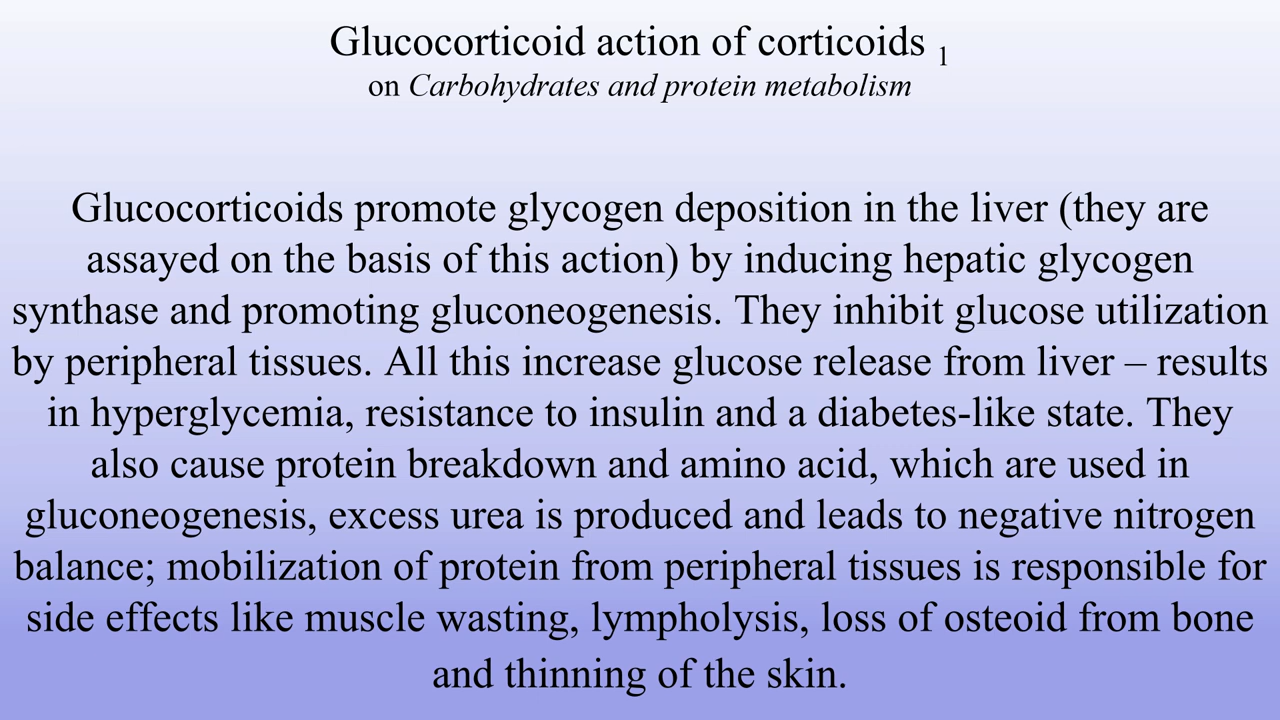 Glucocorticoid action of corticoids 1
on Carbohydrates and protein metabolism
Glucocorticoids promote glycogen deposition in the liver (they are
assayed on the basis of this action) by inducing hepatic glycogen
synthase and promoting gluconeogenesis. They inhibit glucose utilization
by peripheral tissues. All this increase glucose release from liver – results
in hyperglycemia, resistance to insulin and a diabetes-like state. They
also cause protein breakdown and amino acid, which are used in
gluconeogenesis, excess urea is produced and leads to negative nitrogen
balance; mobilization of protein from peripheral tissues is responsible for
side effects like muscle wasting, lympholysis, loss of osteoid from bone
and thinning of the skin.